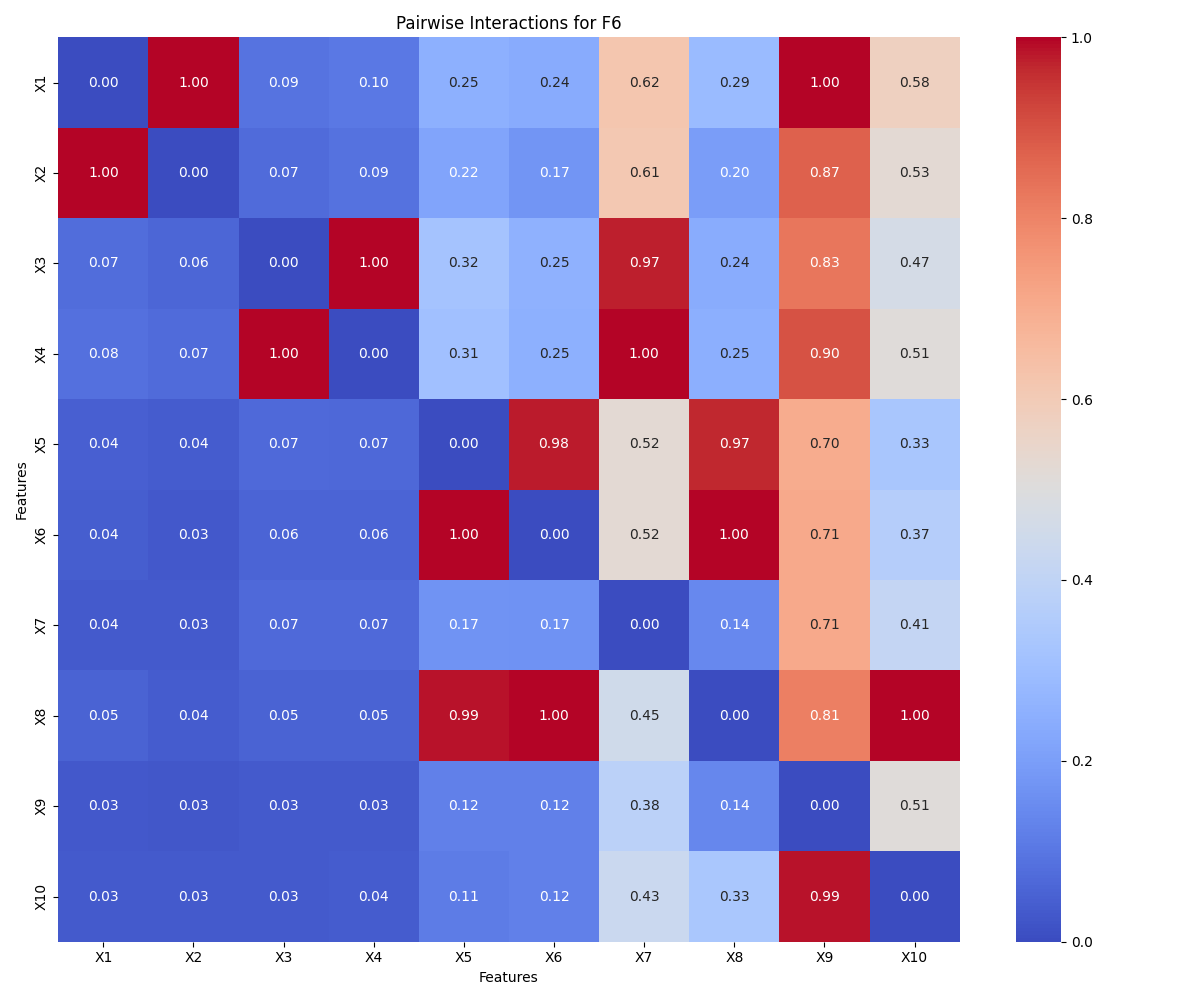 Pairwise Interactions for F6
X1 0.00 1.00 0.09 0.10 0.25 0.24 0.62 0.29 1.00 0.58
X2 1.00 0.00 0.07 0.09 0.22 0.17 0.61 0.20 0.87 0.53
X3 0.07 0.06 0.00 1.00 0.32 0.25 0.97 0.24 0.83 0.47
X4 0.08 0.07 1.00 0.00 0.31 0.25 1.00 0.25 0.90 0.51
X5 0.04 0.04 0.07 0.07 0.00 0.98 0.52 0.97 0.70 0.33
X6 0.04 0.03 0.06 0.06 1.00 0.00 0.52 1.00 0.71 0.37
X7 0.04 0.03 0.07 0.07 0.17 0.17 0.00 0.14 0.71 0.41
X8 0.05 0.04 0.05 0.05 0.99 1.00 0.45 0.00 0.81 1.00
X9 0.03 0.03 0.03 0.03 0.12 0.12 0.38 0.14 0.00 0.51
X10 0.03 0.03 0.03 0.04 0.11 0.12 0.43 0.33 0.99 0.00
X1 X2 X3 X4 X5 X6 X7 X8 X9 X10
Features
Features
1.0
0.8
0.6
0.4
0.2
0.0